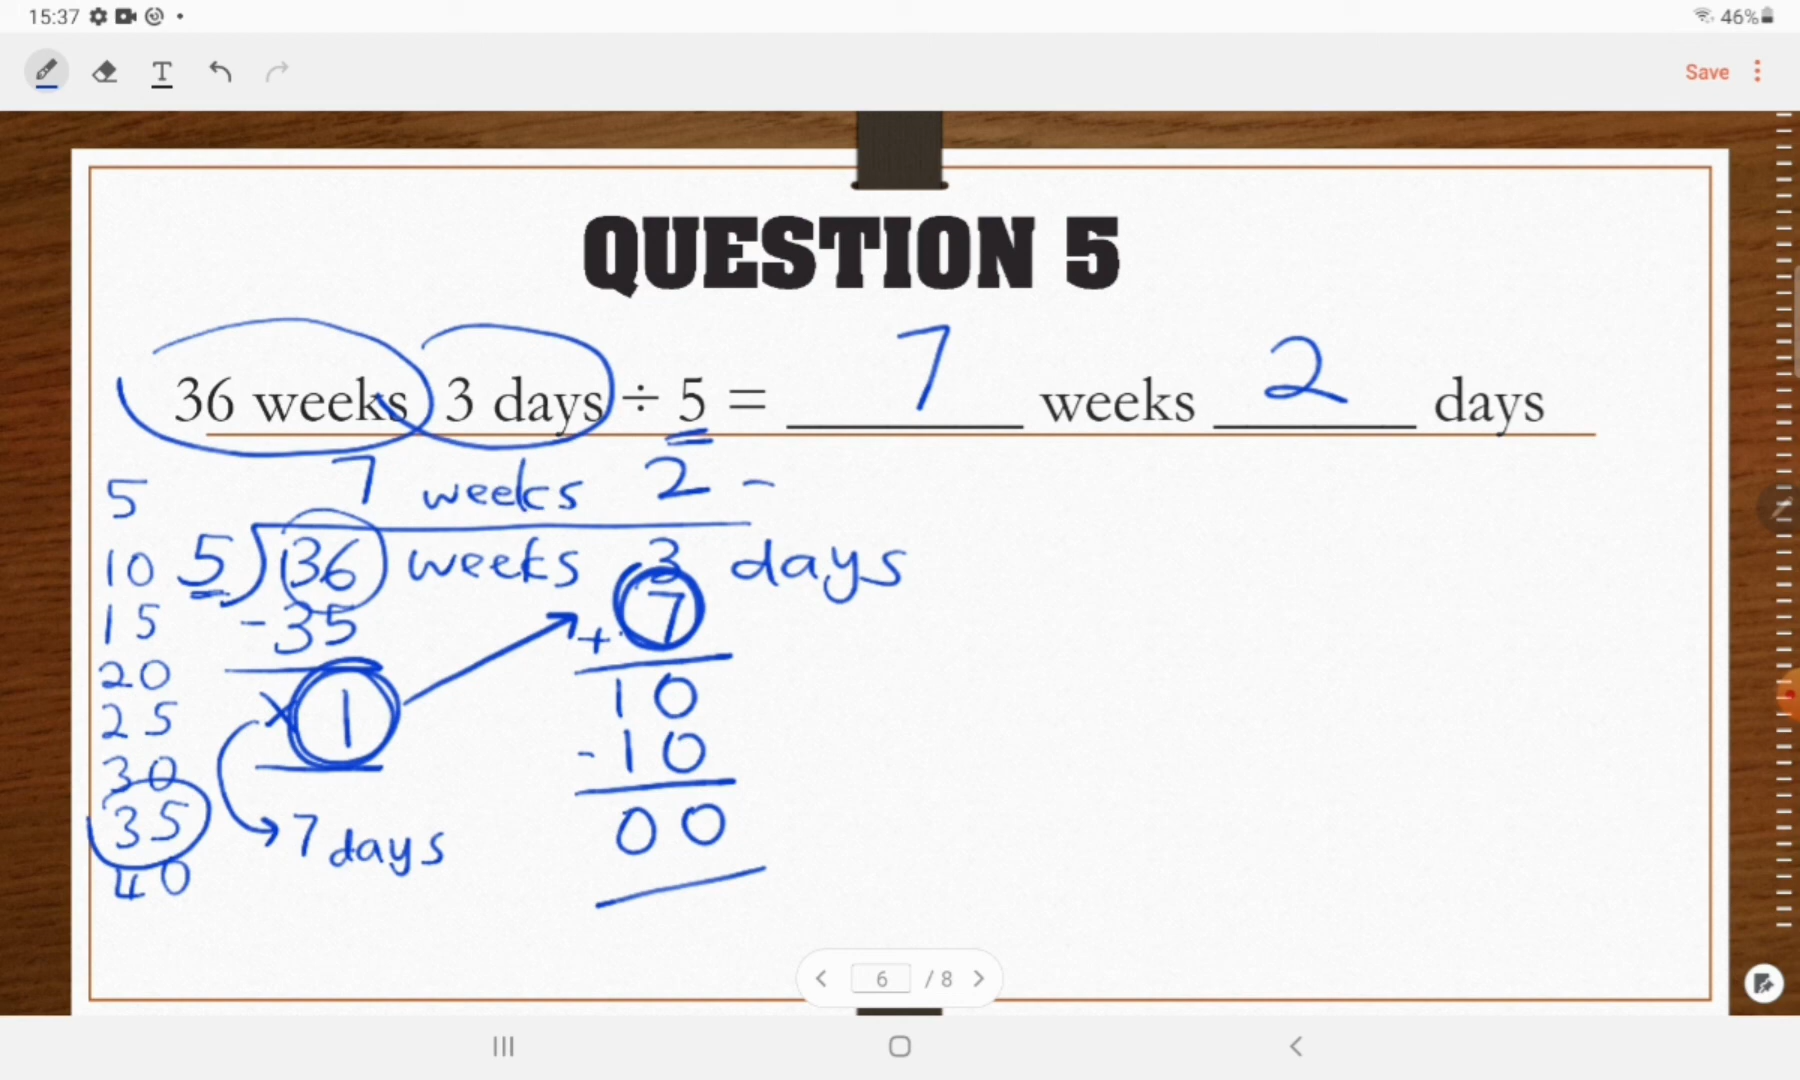 15:37
46%
T
Save
QUESTION 5
36 weeks 3 days ÷ 5 = 7 weeks 2 days
7 weeks 2 -
5
5 36 weeks 3 days
10
- 35
+ 7
15
20
× 1
10
25
- 10
30
35
→ 7 days
00
40
6 / 8